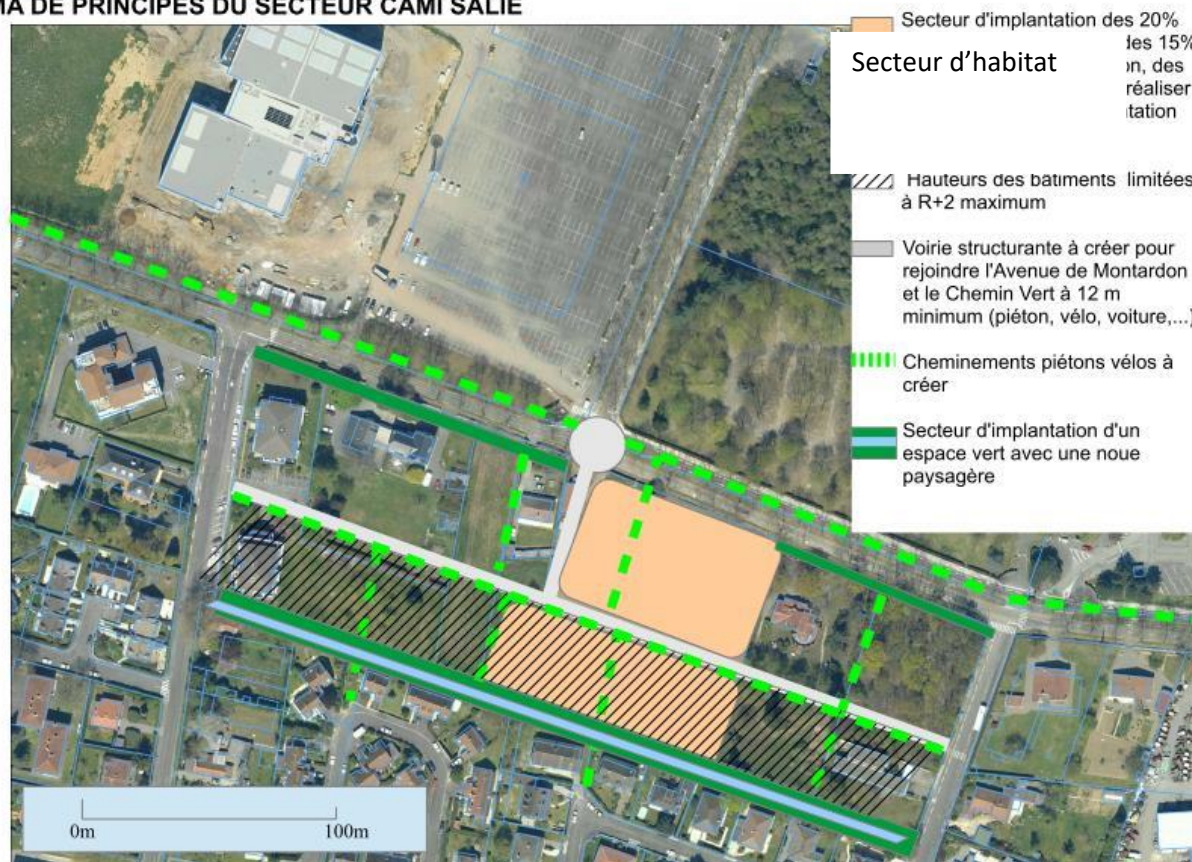 MA DE PRINCIPES DU SECTEUR CAMI SALIE
Secteur d'implantation des 20%
des 15%
Secteur d'habitat
on, des
réaliser
tation
Hauteurs des bâtiments limitées
à R+2 maximum
Voirie structurante à créer pour
rejoindre l'Avenue de Montardon
et le Chemin Vert à 12 m
minimum (piéton, vélo, voiture,...)
Cheminements piétons vélos à
créer
Secteur d'implantation d'un
espace vert avec une noue
paysagère
0m
100m